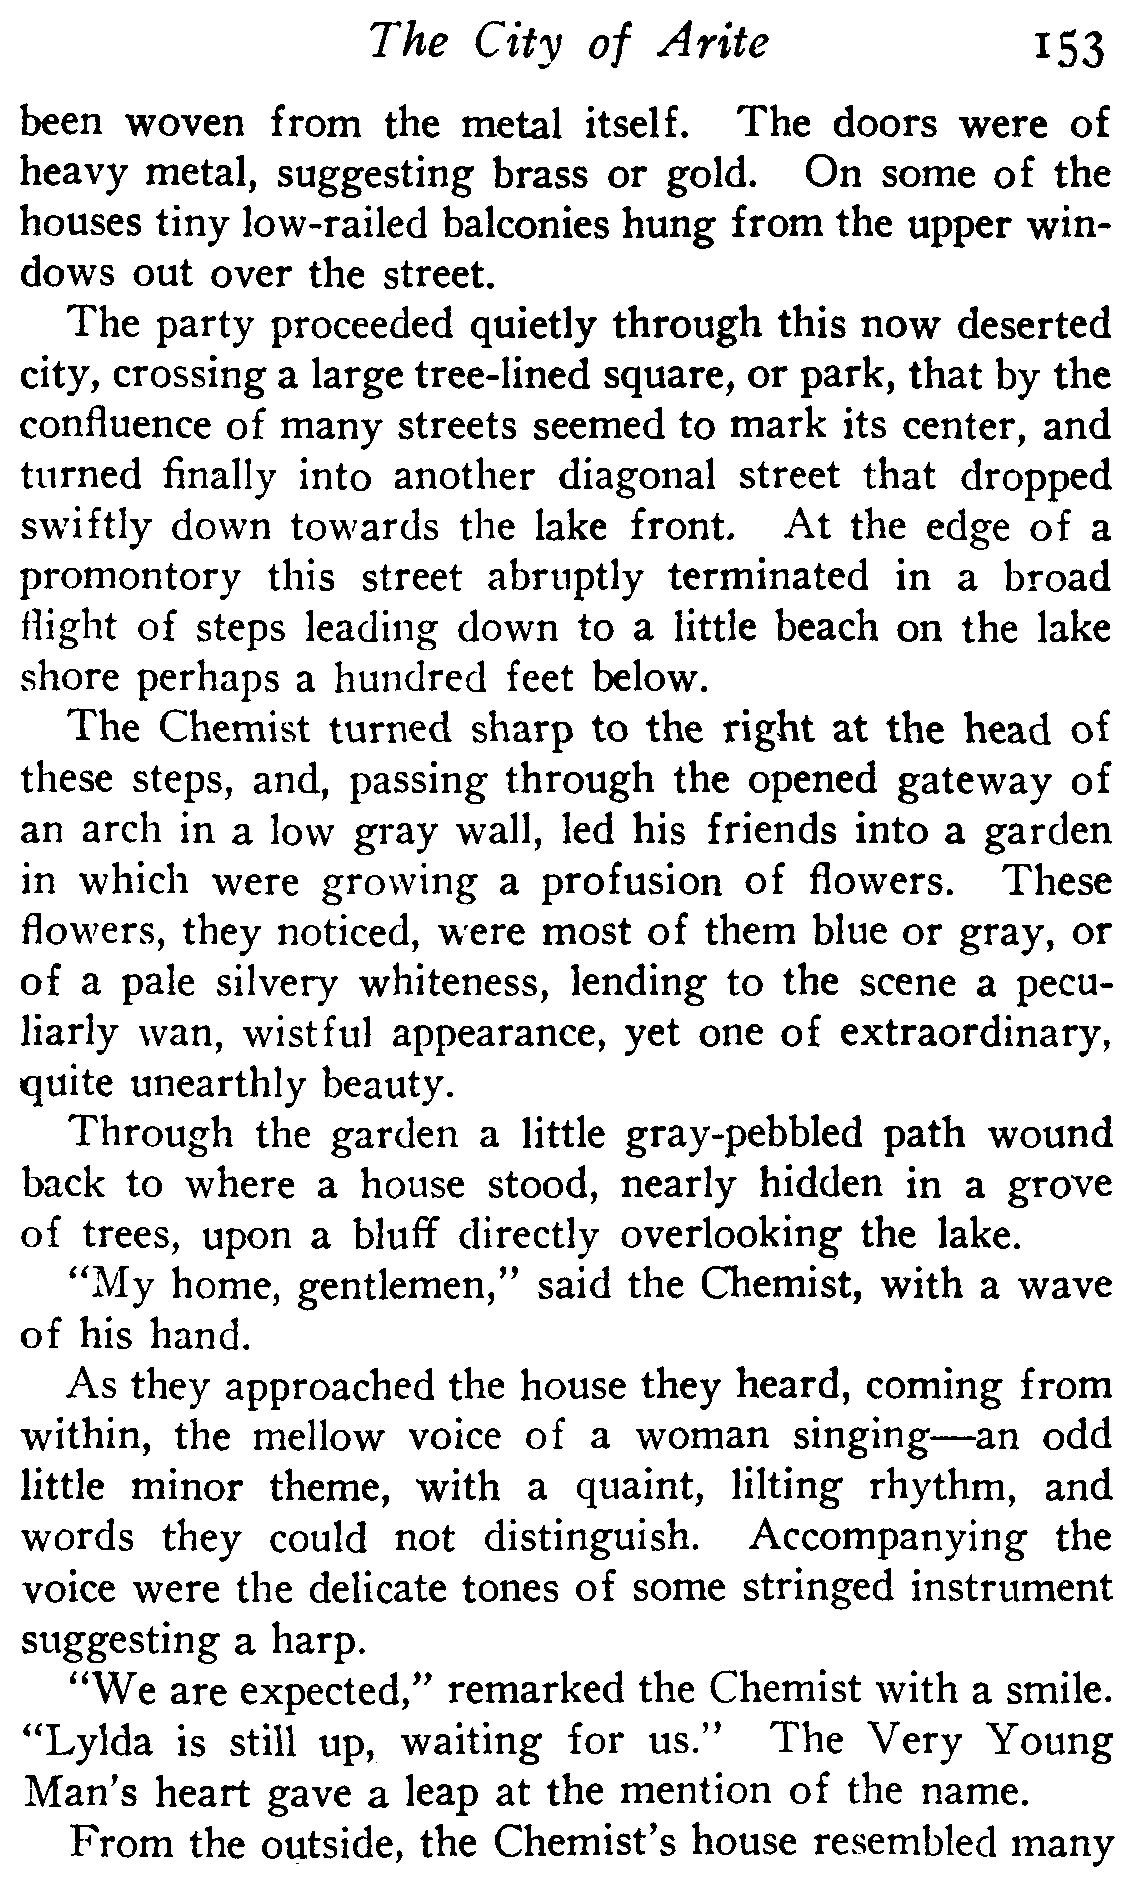 The City of Arite 153
been woven from the metal itself. The doors were of
heavy metal, suggesting brass or gold. On some of the
houses tiny low-railed balconies hung from the upper win-
dows out over the street.
The party proceeded quietly through this now deserted
city, crossing a large tree-lined square, or park, that by the
confluence of many streets seemed to mark its center, and
turned finally into another diagonal street that dropped
swiftly down towards the lake front. At the edge of a
promontory this street abruptly terminated in a broad
flight of steps leading down to a little beach on the lake
shore perhaps a hundred feet below.
The Chemist turned sharp to the right at the head of
these steps, and, passing through the opened gateway of
an arch in a low gray wall, led his friends into a garden
in which were growing a profusion of flowers. These
flowers, they noticed, were most of them blue or gray, or
of a pale silvery whiteness, lending to the scene a pecu-
liarly wan, wistful appearance, yet one of extraordinary,
quite unearthly beauty.
Through the garden a little gray-pebbled path wound
back to where a house stood, nearly hidden in a grove
of trees, upon a bluff directly overlooking the lake.
"My home, gentlemen," said the Chemist, with a wave
of his hand.
As they approached the house they heard, coming from
within, the mellow voice of a woman singing—an odd
little minor theme, with a quaint, lilting rhythm, and
words they could not distinguish. Accompanying the
voice were the delicate tones of some stringed instrument
suggesting a harp.
"We are expected," remarked the Chemist with a smile.
"Lylda is still up, waiting for us." The Very Young
Man's heart gave a leap at the mention of the name.
From the outside, the Chemist's house resembled many